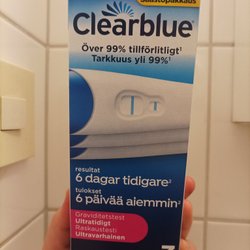 Säästöpakkaus
Clearblue®
Över 99% tillförlitligt¹
Tarkkuus yli 99%¹
T T
resultat
6 dagar tidigare²
tulokset
6 päivää aiemmin²
Graviditetstest
Ultratidigt
Raskaustesti
Ultravarhainen